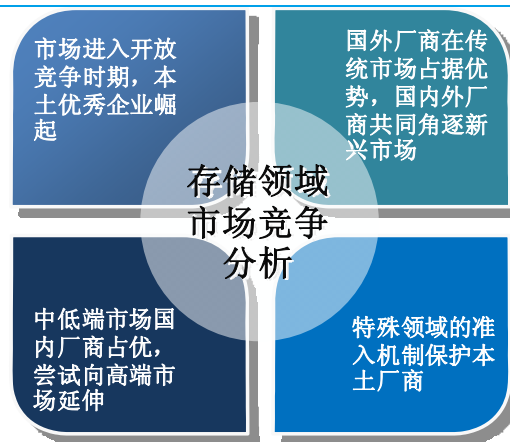 市场进入开放
竞争时期，本
土优秀企业崛
起
国外厂商在传
统市场占据优
势，国内外厂
商共同角逐新
兴市场
存储领域
市场竞争
分析
中低端市场国
内厂商占优，
尝试向高端市
场延伸
特殊领域的准
入机制保护本
土厂商